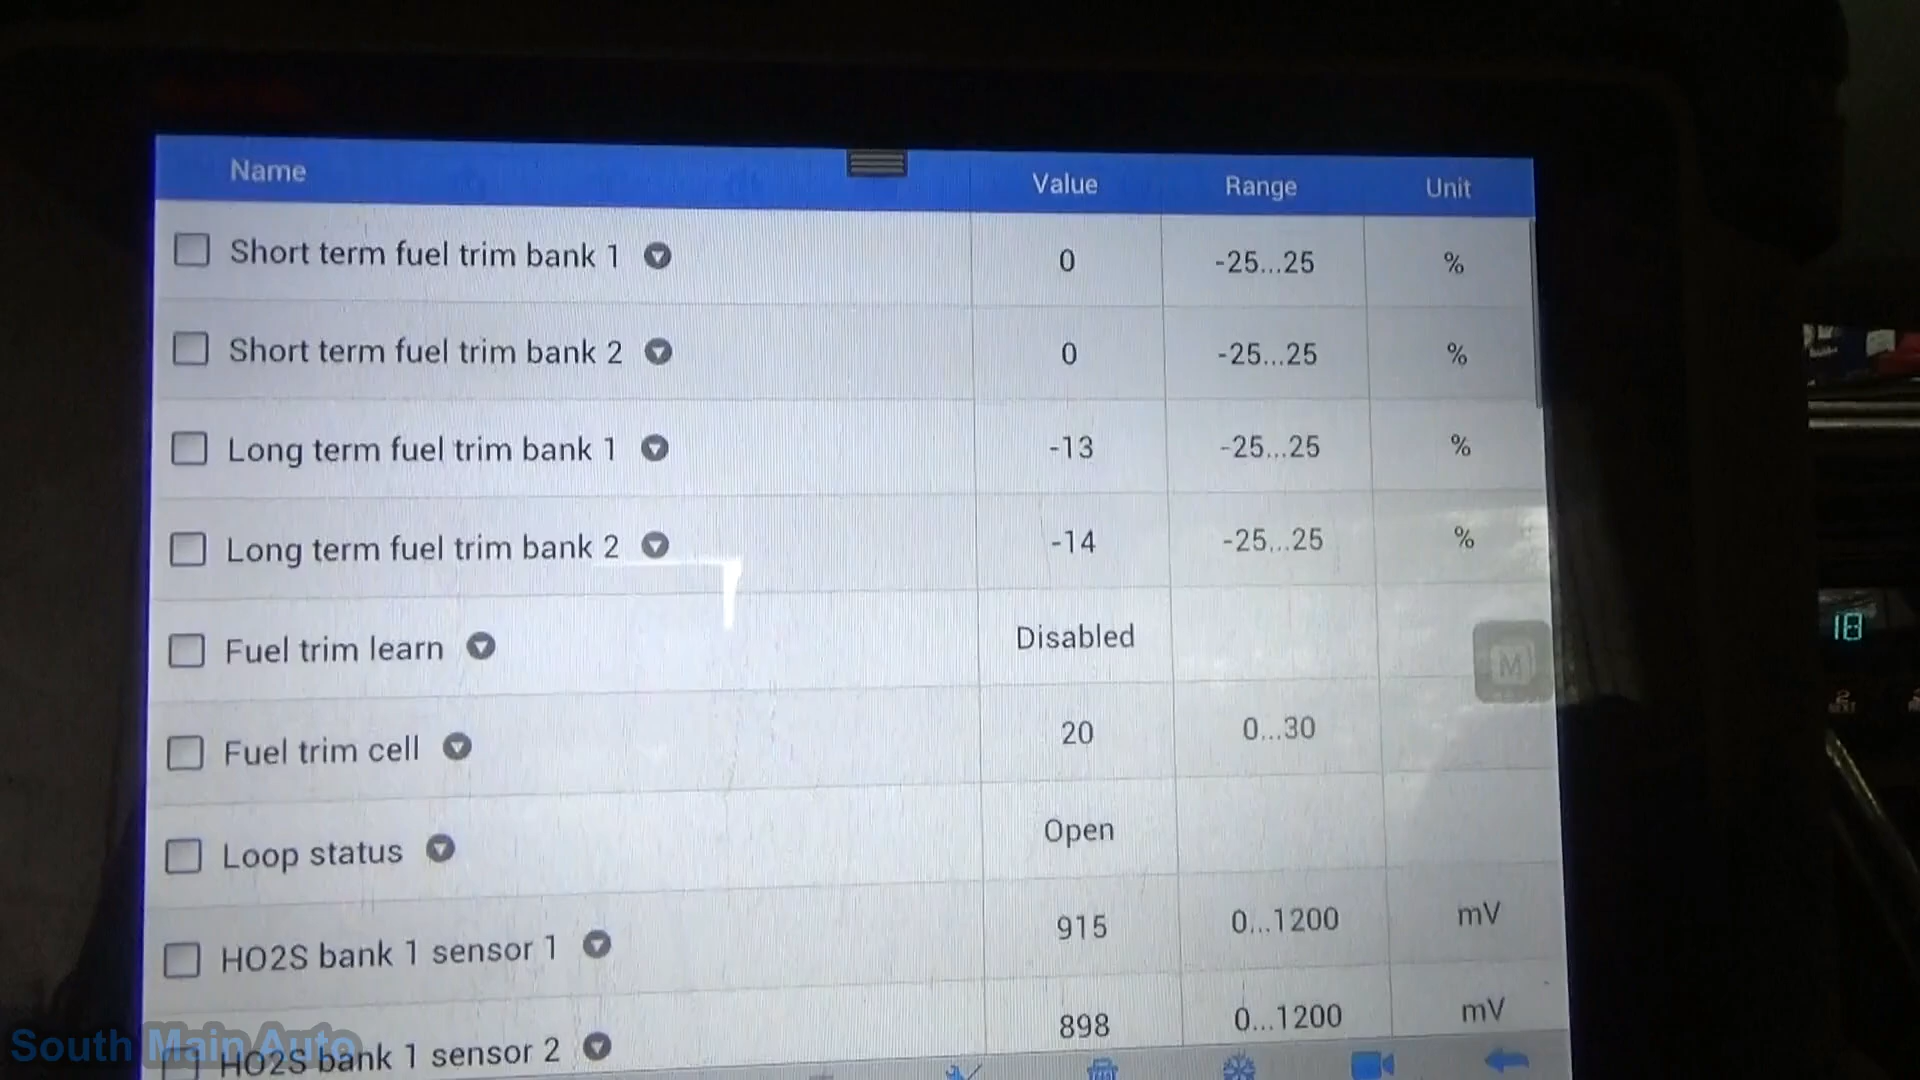 Name Value Range Unit
Short term fuel trim bank 1 0 -25...25 %
Short term fuel trim bank 2 0 -25...25 %
Long term fuel trim bank 1 -13 -25...25 %
Long term fuel trim bank 2 -14 -25...25 %
Fuel trim learn Disabled
M
18
Fuel trim cell 20 0...30
Loop status Open
HO2S bank 1 sensor 1 915 0...1200 mV
HO2S bank 1 sensor 2 898 0...1200 mV
South Main Auto